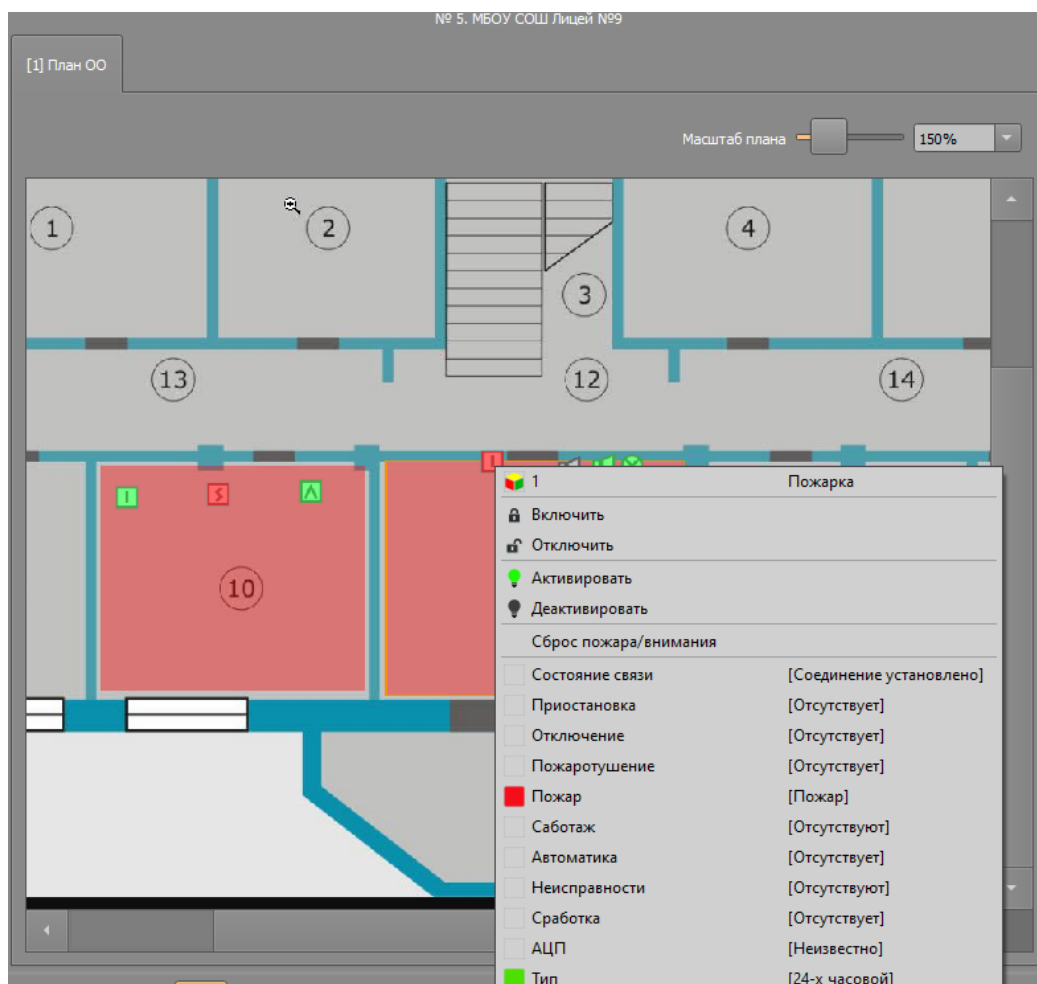 № 5. МБОУ СОШ Лицей №9
[1] План ОО
Масштаб плана 150%
1 2 4
3
13 12 14
1 Пожарка
Включить
Отключить
Активировать
10
Деактивировать
Сброс пожара/внимания
Состояние связи [Соединение установлено]
Приостановка [Отсутствует]
Отключение [Отсутствует]
Пожаротушение [Отсутствует]
Пожар [Пожар]
Саботаж [Отсутствуют]
Автоматика [Отсутствует]
Неисправности [Отсутствуют]
Сработка [Отсутствует]
АЦП [Неизвестно]
Тип [24-х часовой]